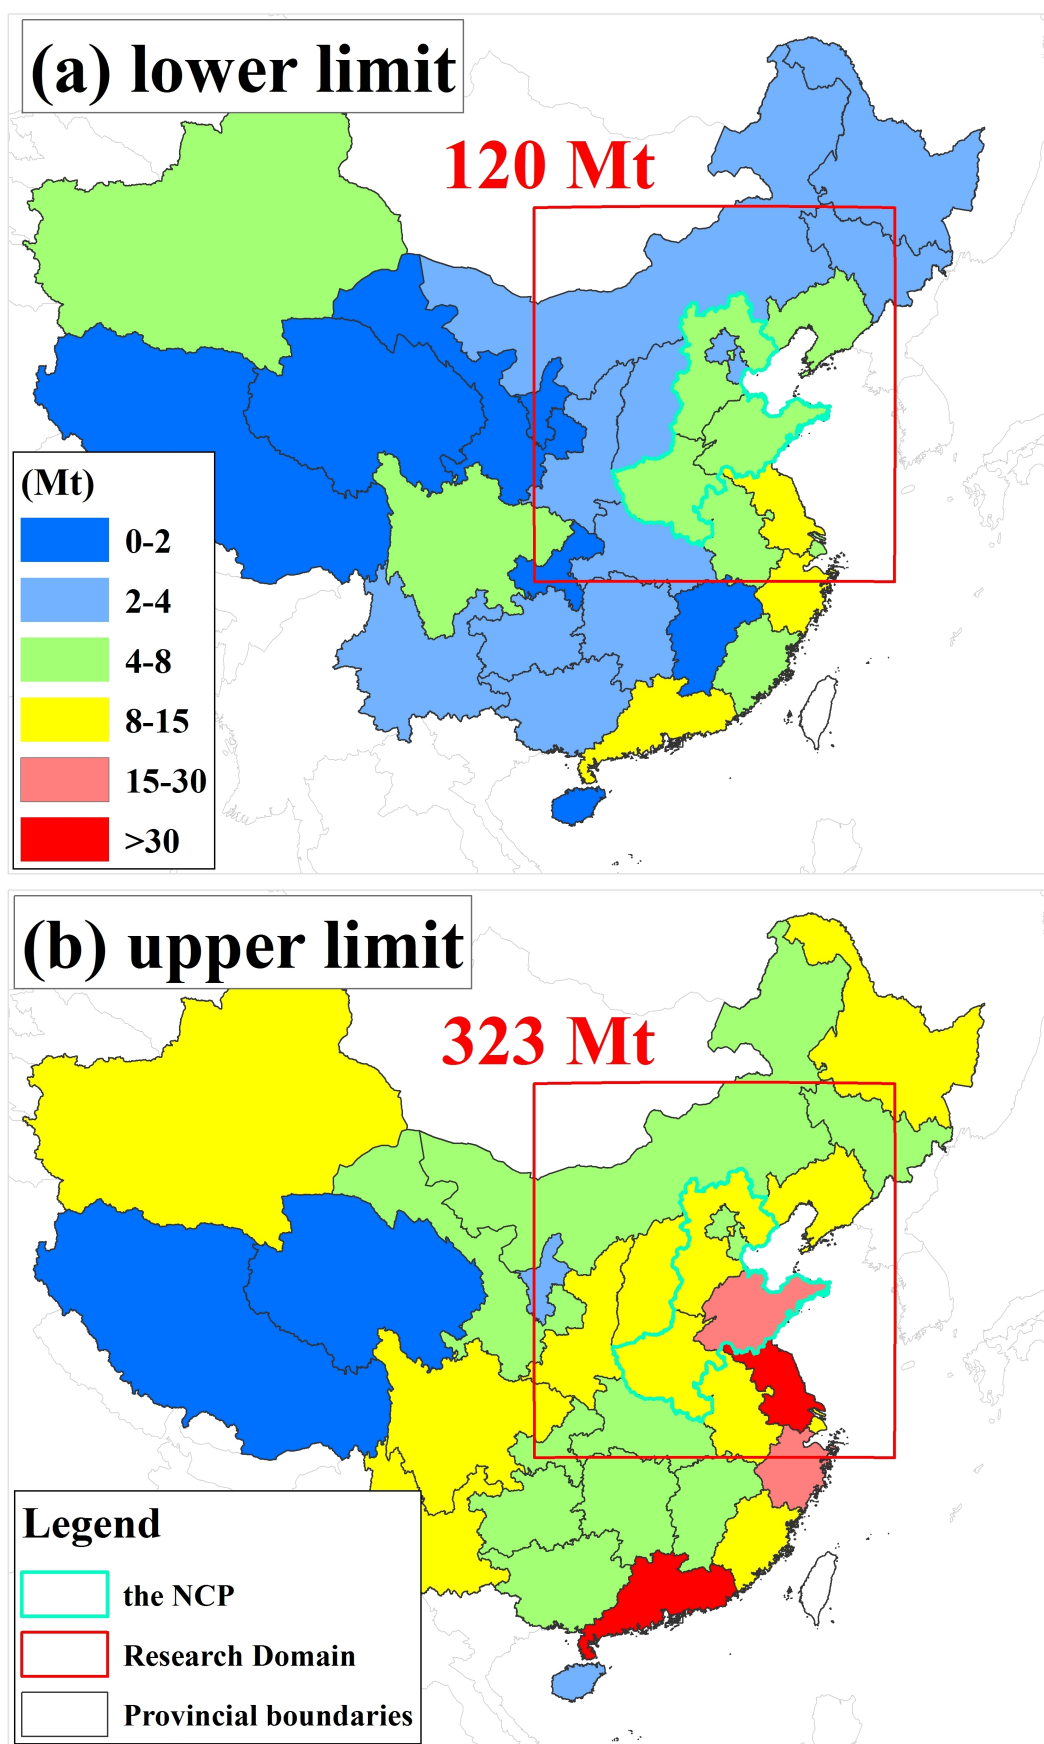 (a) lower limit
120 Mt
(Mt)
0-2
2-4
4-8
8-15
15-30
>30
(b) upper limit
323 Mt
Legend
the NCP
Research Domain
Provincial boundaries